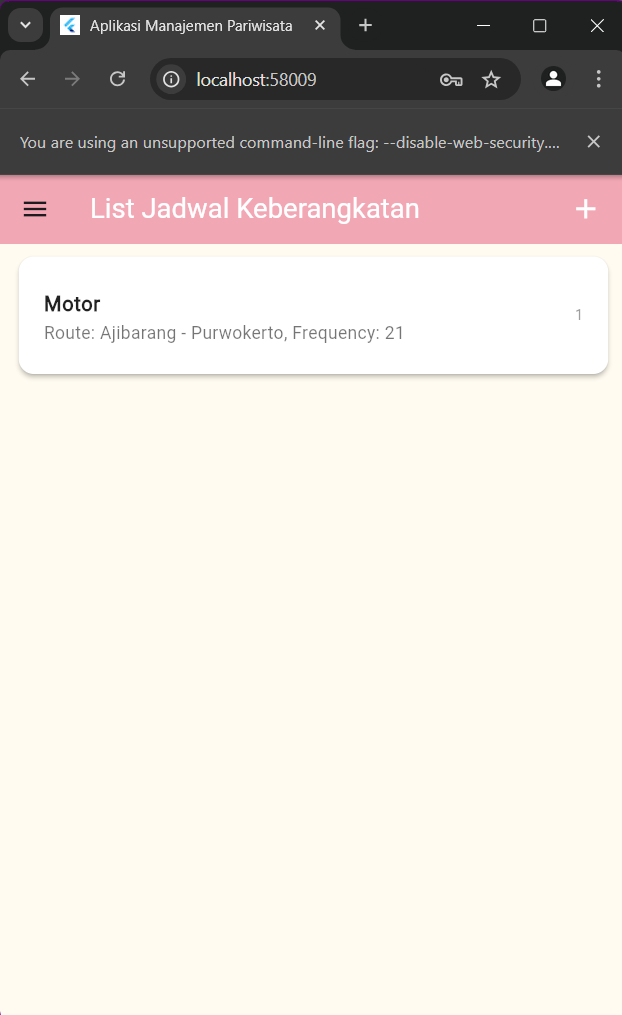 Aplikasi Manajemen Pariwisata
localhost:58009
You are using an unsupported command-line flag: --disable-web-security....
List Jadwal Keberangkatan
Motor
1
Route: Ajibarang - Purwokerto, Frequency: 21